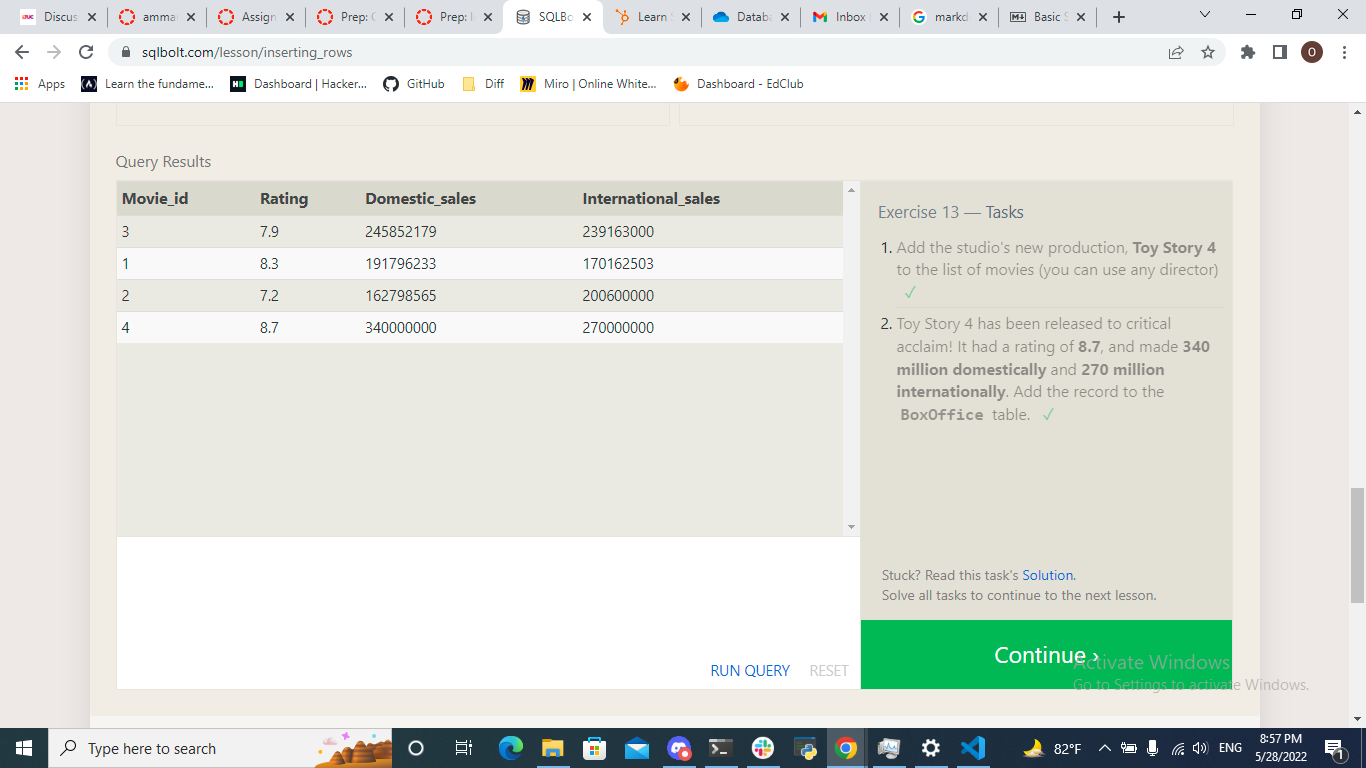 Discus
amma
Assign
Prep: C
Prep:
SQLBo
Learn S
Datab
Inbox
markd
Basic S
sqlbolt.com/lesson/inserting_rows
O
Apps
Learn the fundame...
Dashboard | Hacker...
GitHub
Diff
Miro | Online White...
Dashboard - EdClub
Query Results
Movie_id Rating Domestic_sales International_sales
3 7.9 245852179 239163000
1 8.3 191796233 170162503
2 7.2 162798565 200600000
4 8.7 340000000 270000000
RUN QUERY RESET
Exercise 13 — Tasks
1. Add the studio's new production, Toy Story 4
to the list of movies (you can use any director)
✓
2. Toy Story 4 has been released to critical
acclaim! It had a rating of 8.7, and made 340
million domestically and 270 million
internationally. Add the record to the
BoxOffice table. ✓
Stuck? Read this task's Solution.
Solve all tasks to continue to the next lesson.
Continue ›
Activate Windows
Go to Settings to activate Windows.
Type here to search
82°F
ENG
8:57 PM
5/28/2022
1